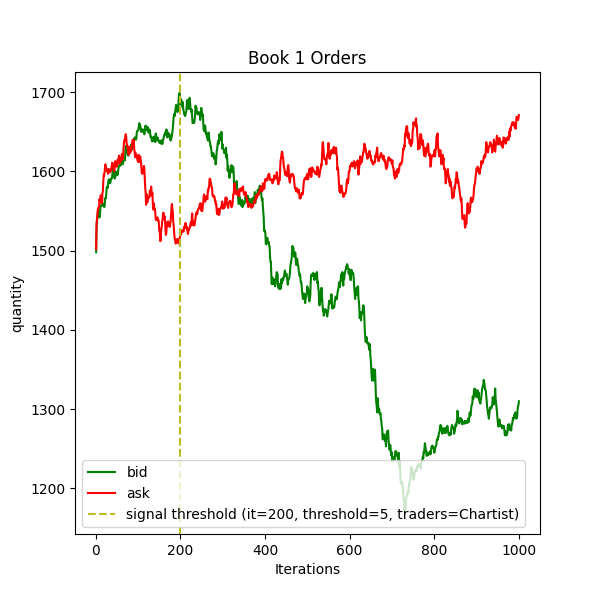 Book 1 Orders
1700
1600
1500
1400
1300
1200
quantity
bid
ask
signal threshold (it=200, threshold=5, traders=Chartist)
0 200 400 600 800 1000
Iterations